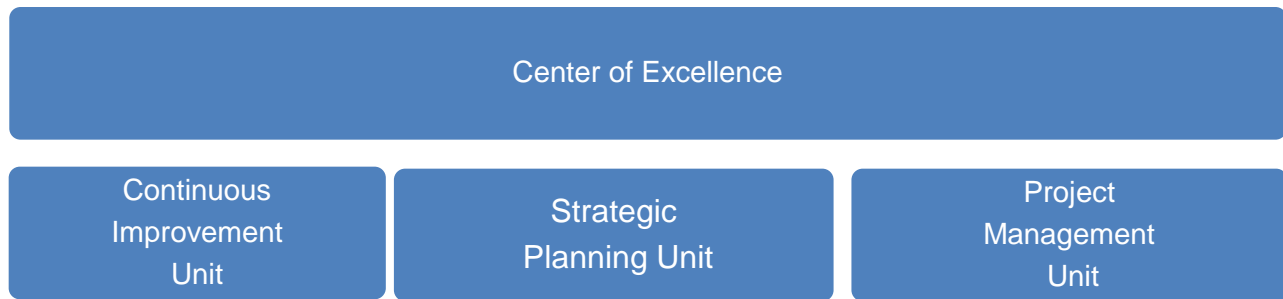 Center of Excellence
Continuous
Improvement
Unit
Strategic
Planning Unit
Project
Management
Unit